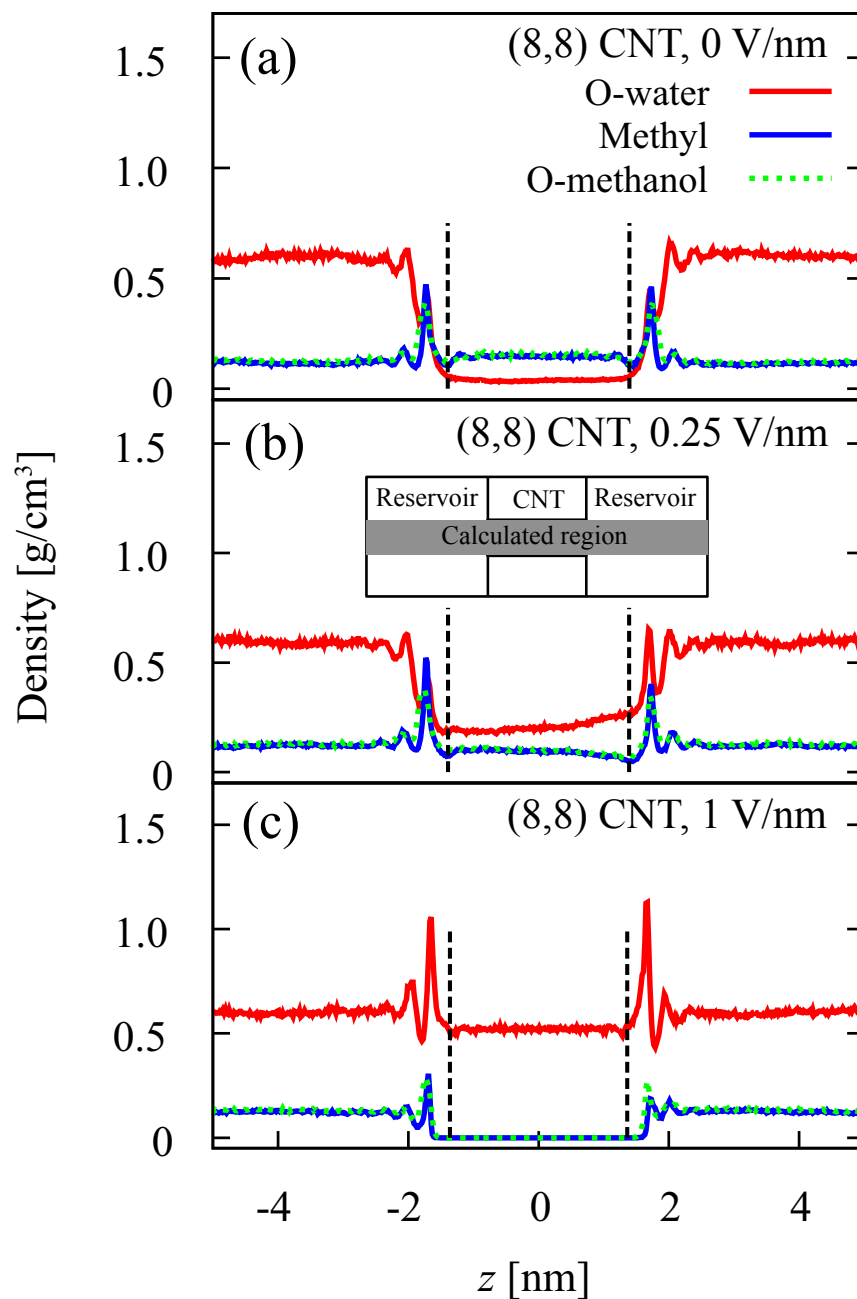 (a)
(8,8) CNT, 0 V/nm
O-water
Methyl
O-methanol
1.5
1.0
0.5
0
(b)
(8,8) CNT, 0.25 V/nm
Reservoir CNT Reservoir
Calculated region
1.5
1.0
0.5
0
Density [g/cm³]
(c)
(8,8) CNT, 1 V/nm
1.5
1.0
0.5
0
-4 -2 0 2 4
z [nm]